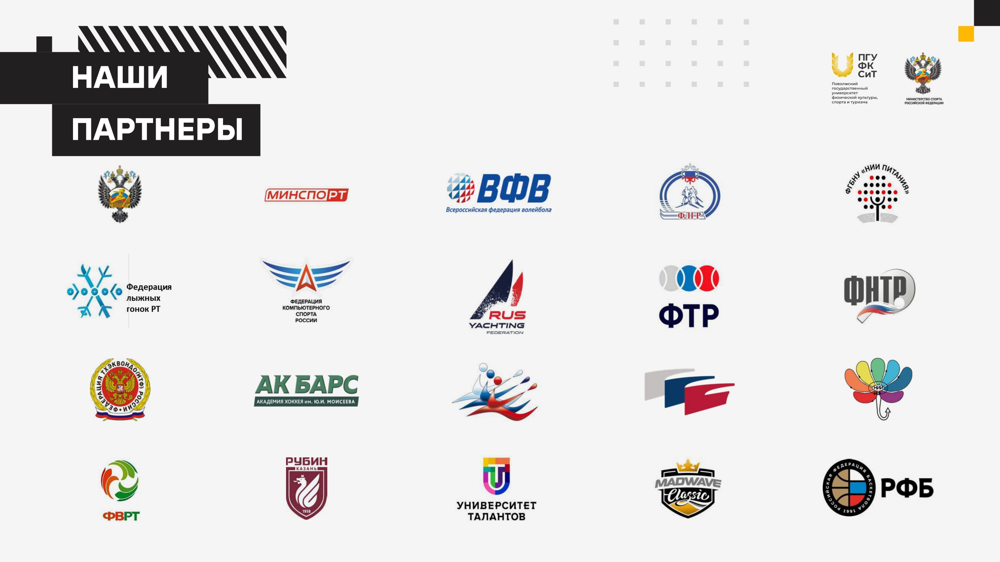 НАШИ
ПАРТНЕРЫ
ПГУ
ФК
СиТ
Поволжский
государственный
университет
физической культуры,
спорта и туризма
МИНИСТЕРСТВО СПОРТА
РОССИЙСКОЙ ФЕДЕРАЦИИ
МИНСПОРТ
ВФВ
Всероссийская федерация волейбола
ФЛГР
ФГБНУ «НИИ ПИТАНИЯ»
Федерация
лыжных
гонок РТ
ФЕДЕРАЦИЯ
КОМПЬЮТЕРНОГО
СПОРТА
РОССИИ
RUS
YACHTING
FEDERATION
ФТР
ФНТР
ФЕДЕРАЦИЯ ТХЭКВОНДО(ИТФ) РОССИИ •
АК БАРС
АКАДЕМИЯ ХОККЕЯ им. Ю.И. МОИСЕЕВА
НИИ
НФ
ФВРТ
РУБИН
КАЗАНЬ
1958
УНИВЕРСИТЕТ
ТАЛАНТОВ
MADWAVE
Classic
РОССИЙСКАЯ ФЕДЕРАЦИЯ БАСКЕТБОЛА
1991
РФБ